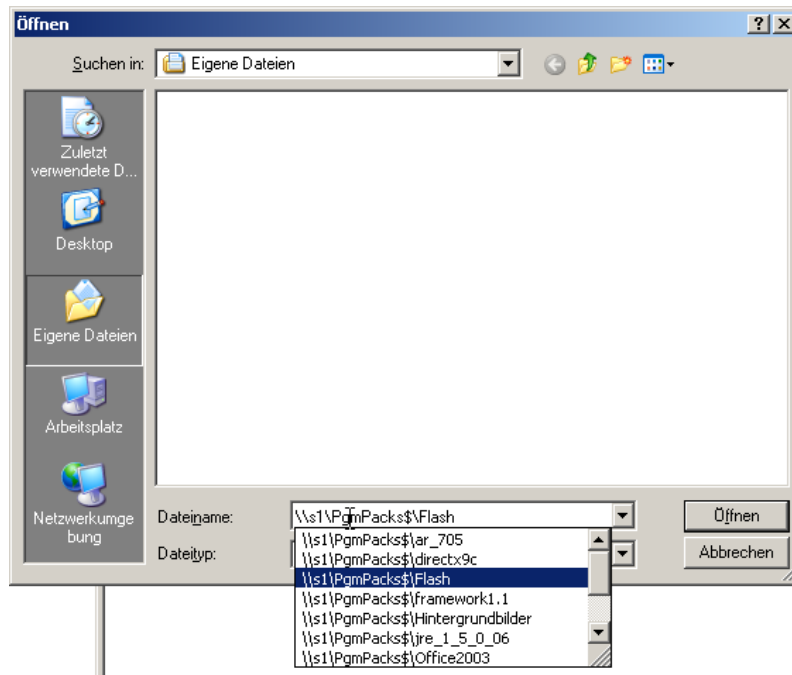 Öffnen
Suchen in:
Eigene Dateien
Zuletzt
verwendete D...
Desktop
Eigene Dateien
Arbeitsplatz
Netzwerkumge
bung
Dateiname:
\\s1\PgmPacks$\Flash
Öffnen
Dateityp:
Abbrechen
\\s1\PgmPacks$\ar_705
\\s1\PgmPacks$\directx9c
\\s1\PgmPacks$\Flash
\\s1\PgmPacks$\framework1.1
\\s1\PgmPacks$\Hintergrundbilder
\\s1\PgmPacks$\jre_1_5_0_06
\\s1\PgmPacks$\Office2003